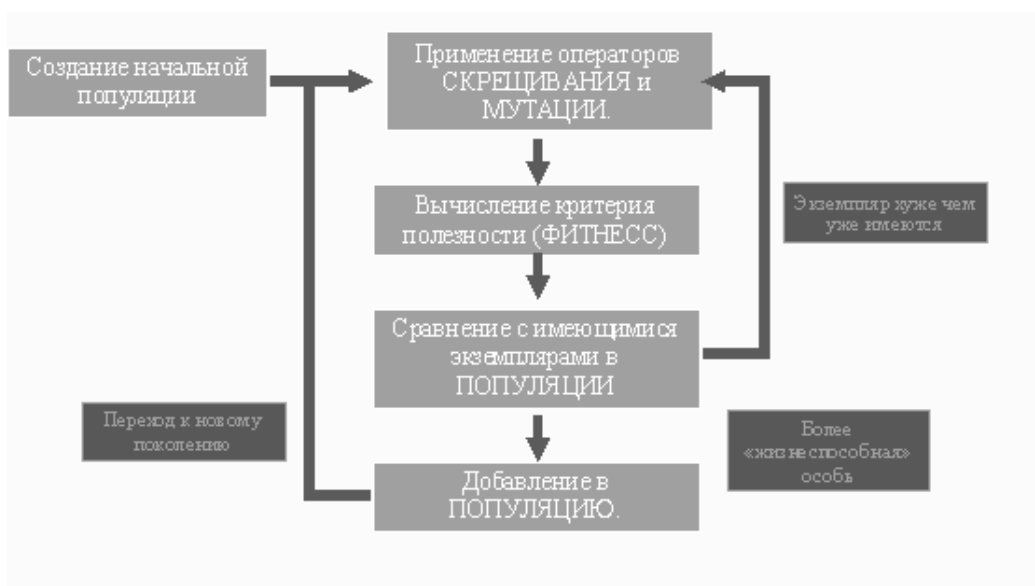 Создание начальной
популяции
Применение операторов
СКРЕЩИВАНИЯ и
МУТАЦИИ.
Вычисление критерия
полезности (ФИТНЕСС)
Экземпляр хуже чем
уже имеются
Сравнение с имеющимися
экземплярами в
ПОПУЛЯЦИИ
Переход к новому
поколению
Более
«жизнеспособная»
особь
Добавление в
ПОПУЛЯЦИЮ.